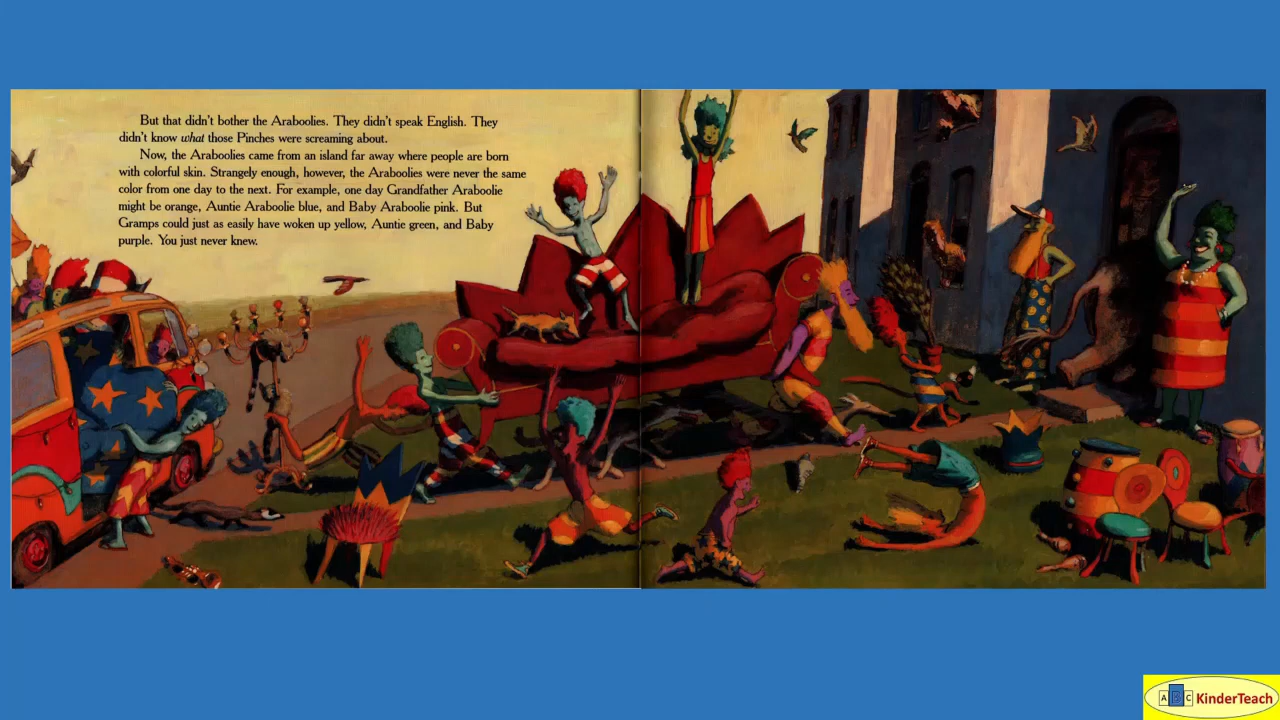 But that didn't bother the Araboolies. They didn't speak English. They
didn't know what those Pinches were screaming about.
Now, the Araboolies came from an island far away where people are born
with colorful skin. Strangely enough, however, the Araboolies were never the same
color from one day to the next. For example, one day Grandfather Araboolie
might be orange, Auntie Araboolie blue, and Baby Araboolie pink. But
Gramps could just as easily have woken up yellow, Auntie green, and Baby
purple. You just never knew.
A B C KinderTeach